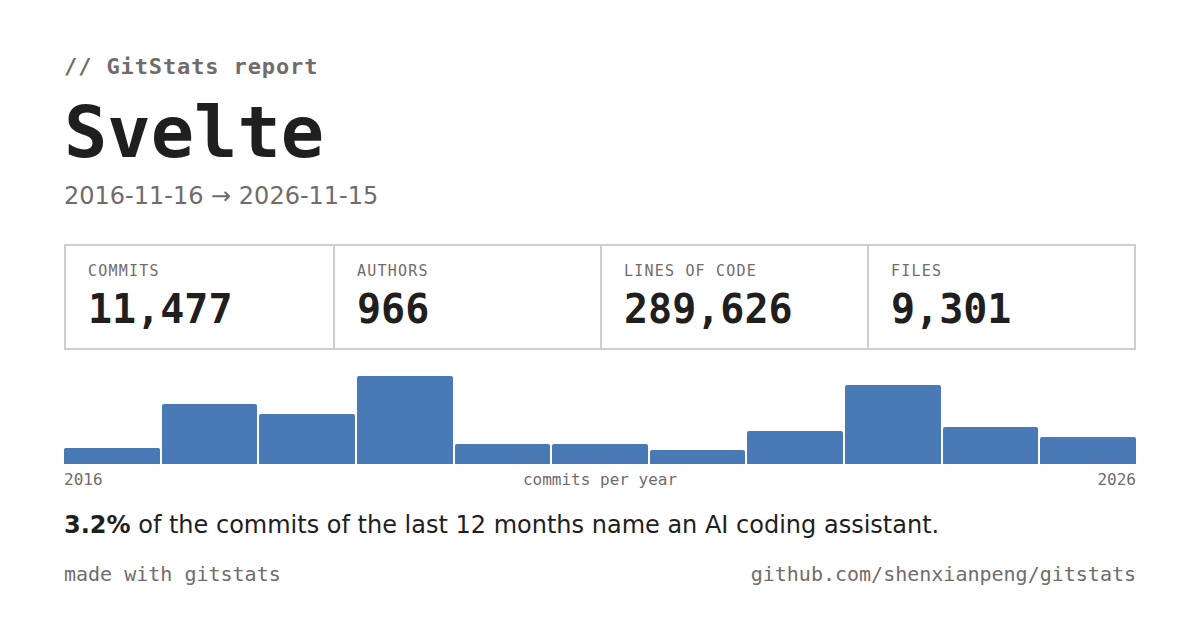 // GitStats report
Svelte
2016-11-16 → 2026-11-15
COMMITS AUTHORS LINES OF CODE FILES
11,477 966 289,626 9,301
2016 commits per year 2026
3.2% of the commits of the last 12 months name an AI coding assistant.
made with gitstats github.com/shenxianpeng/gitstats